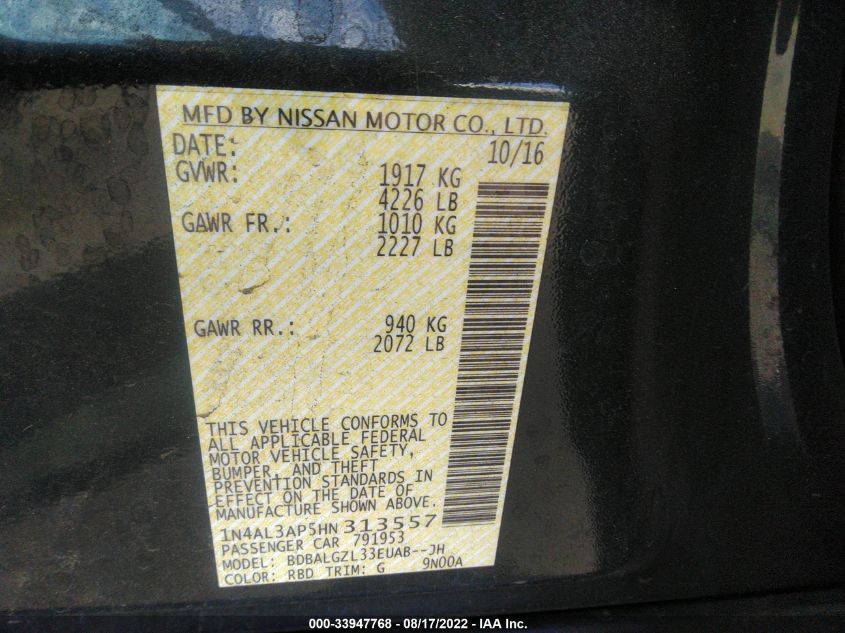 MFD BY NISSAN MOTOR CO., LTD.
DATE: 10/16
GVWR: 1917 KG
4226 LB
GAWR FR.: 1010 KG
2227 LB
GAWR RR.: 940 KG
2072 LB
THIS VEHICLE CONFORMS TO
ALL APPLICABLE FEDERAL
MOTOR VEHICLE SAFETY,
BUMPER, AND THEFT
PREVENTION STANDARDS IN
EFFECT ON THE DATE OF
MANUFACTURE SHOWN ABOVE.
1N4AL3AP5HN 313557
PASSENGER CAR 791953
MODEL: BDBALGZL33EUAB--JH
COLOR: RBD TRIM: G 9N00A
000-33947768 - 08/17/2022 - IAA Inc.